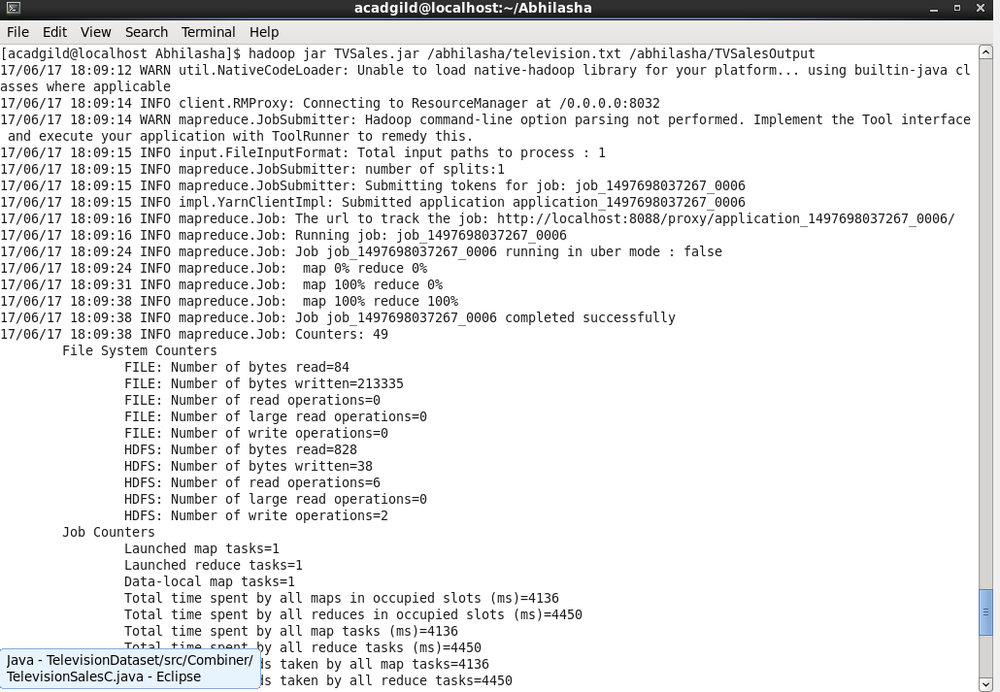 acadgild@localhost:~/Abhilasha
File Edit View Search Terminal Help
[acadgild@localhost Abhilasha]$ hadoop jar TVSales.jar /abhilasha/television.txt /abhilasha/TVSalesOutput
17/06/17 18:09:12 WARN util.NativeCodeLoader: Unable to load native-hadoop library for your platform... using builtin-java cl
asses where applicable
17/06/17 18:09:14 INFO client.RMProxy: Connecting to ResourceManager at /0.0.0.0:8032
17/06/17 18:09:14 WARN mapreduce.JobSubmitter: Hadoop command-line option parsing not performed. Implement the Tool interface
 and execute your application with ToolRunner to remedy this.
17/06/17 18:09:15 INFO input.FileInputFormat: Total input paths to process : 1
17/06/17 18:09:15 INFO mapreduce.JobSubmitter: number of splits:1
17/06/17 18:09:15 INFO mapreduce.JobSubmitter: Submitting tokens for job: job_1497698037267_0006
17/06/17 18:09:15 INFO impl.YarnClientImpl: Submitted application application_1497698037267_0006
17/06/17 18:09:16 INFO mapreduce.Job: The url to track the job: http://localhost:8088/proxy/application_1497698037267_0006/
17/06/17 18:09:16 INFO mapreduce.Job: Running job: job_1497698037267_0006
17/06/17 18:09:24 INFO mapreduce.Job: Job job_1497698037267_0006 running in uber mode : false
17/06/17 18:09:24 INFO mapreduce.Job:  map 0% reduce 0%
17/06/17 18:09:31 INFO mapreduce.Job:  map 100% reduce 0%
17/06/17 18:09:38 INFO mapreduce.Job:  map 100% reduce 100%
17/06/17 18:09:38 INFO mapreduce.Job: Job job_1497698037267_0006 completed successfully
17/06/17 18:09:38 INFO mapreduce.Job: Counters: 49
File System Counters
FILE: Number of bytes read=84
FILE: Number of bytes written=213335
FILE: Number of read operations=0
FILE: Number of large read operations=0
FILE: Number of write operations=0
HDFS: Number of bytes read=828
HDFS: Number of bytes written=38
HDFS: Number of read operations=6
HDFS: Number of large read operations=0
HDFS: Number of write operations=2
Job Counters
Launched map tasks=1
Launched reduce tasks=1
Data-local map tasks=1
Total time spent by all maps in occupied slots (ms)=4136
Total time spent by all reduces in occupied slots (ms)=4450
Total time spent by all map tasks (ms)=4136
Total time spent by all reduce tasks (ms)=4450
taken by all map tasks=4136
taken by all reduce tasks=4450
Java - TelevisionDataset/src/Combiner/
TelevisionSalesC.java - Eclipse